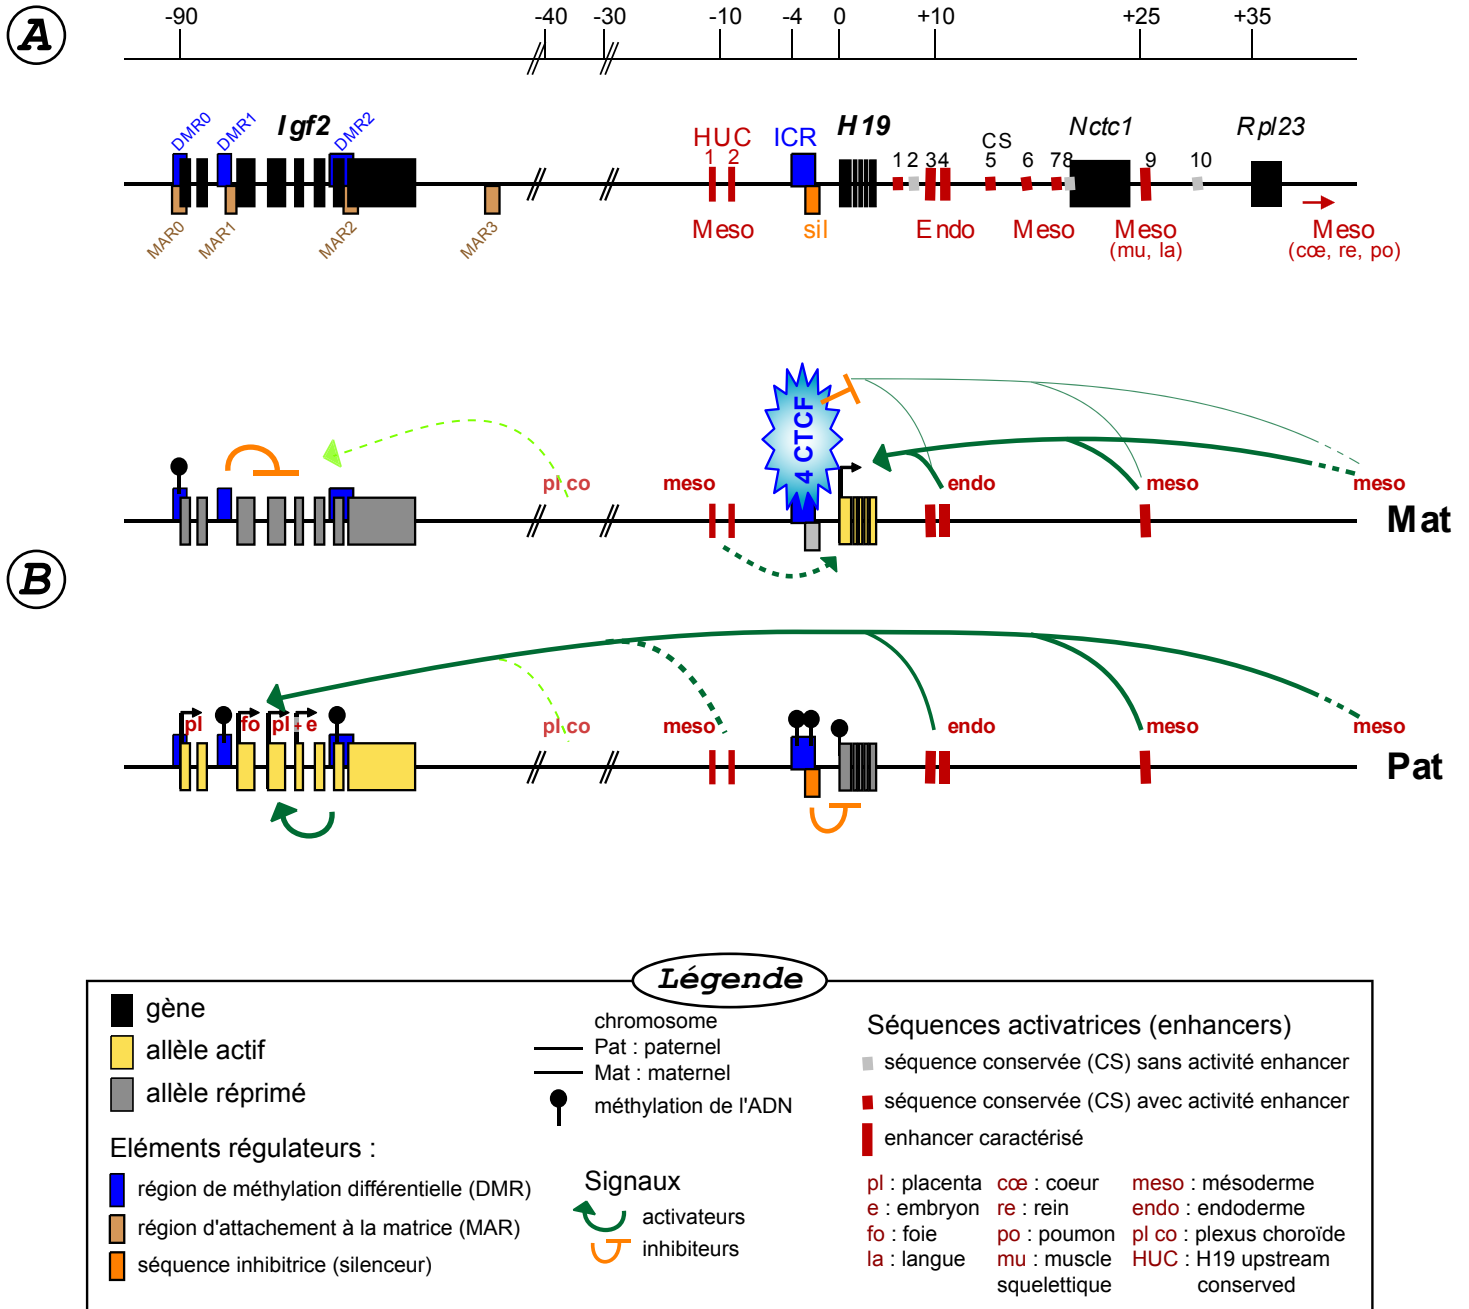 A
-90 -40 -30 -10 -4 0 +10 +25 +35
DMR0 DMR1 Igf2 DMR2 HUC ICR H19 CS Nctc1 Rpl23
1 2 1 2 3 4 5 6 7 8 9 10
MAR0 MAR1 MAR2 MAR3 Meso sil Endo Meso Meso Meso
(mu, la) (cœ, re, po)
4 CTCF
pl co meso endo meso meso
Mat
B
pl fo pl + e pl co meso endo meso meso
Pat
Légende
gène
allèle actif
allèle réprimé
Eléments régulateurs :
région de méthylation différentielle (DMR)
région d'attachement à la matrice (MAR)
séquence inhibitrice (silenceur)
chromosome
Pat : paternel
Mat : maternel
méthylation de l'ADN
Signaux
activateurs
inhibiteurs
Séquences activatrices (enhancers)
séquence conservée (CS) sans activité enhancer
séquence conservée (CS) avec activité enhancer
enhancer caractérisé
pl : placenta cœ : coeur meso : mésoderme
e : embryon re : rein endo : endoderme
fo : foie po : poumon pl co : plexus choroïde
la : langue mu : muscle HUC : H19 upstream
squelettique conserved